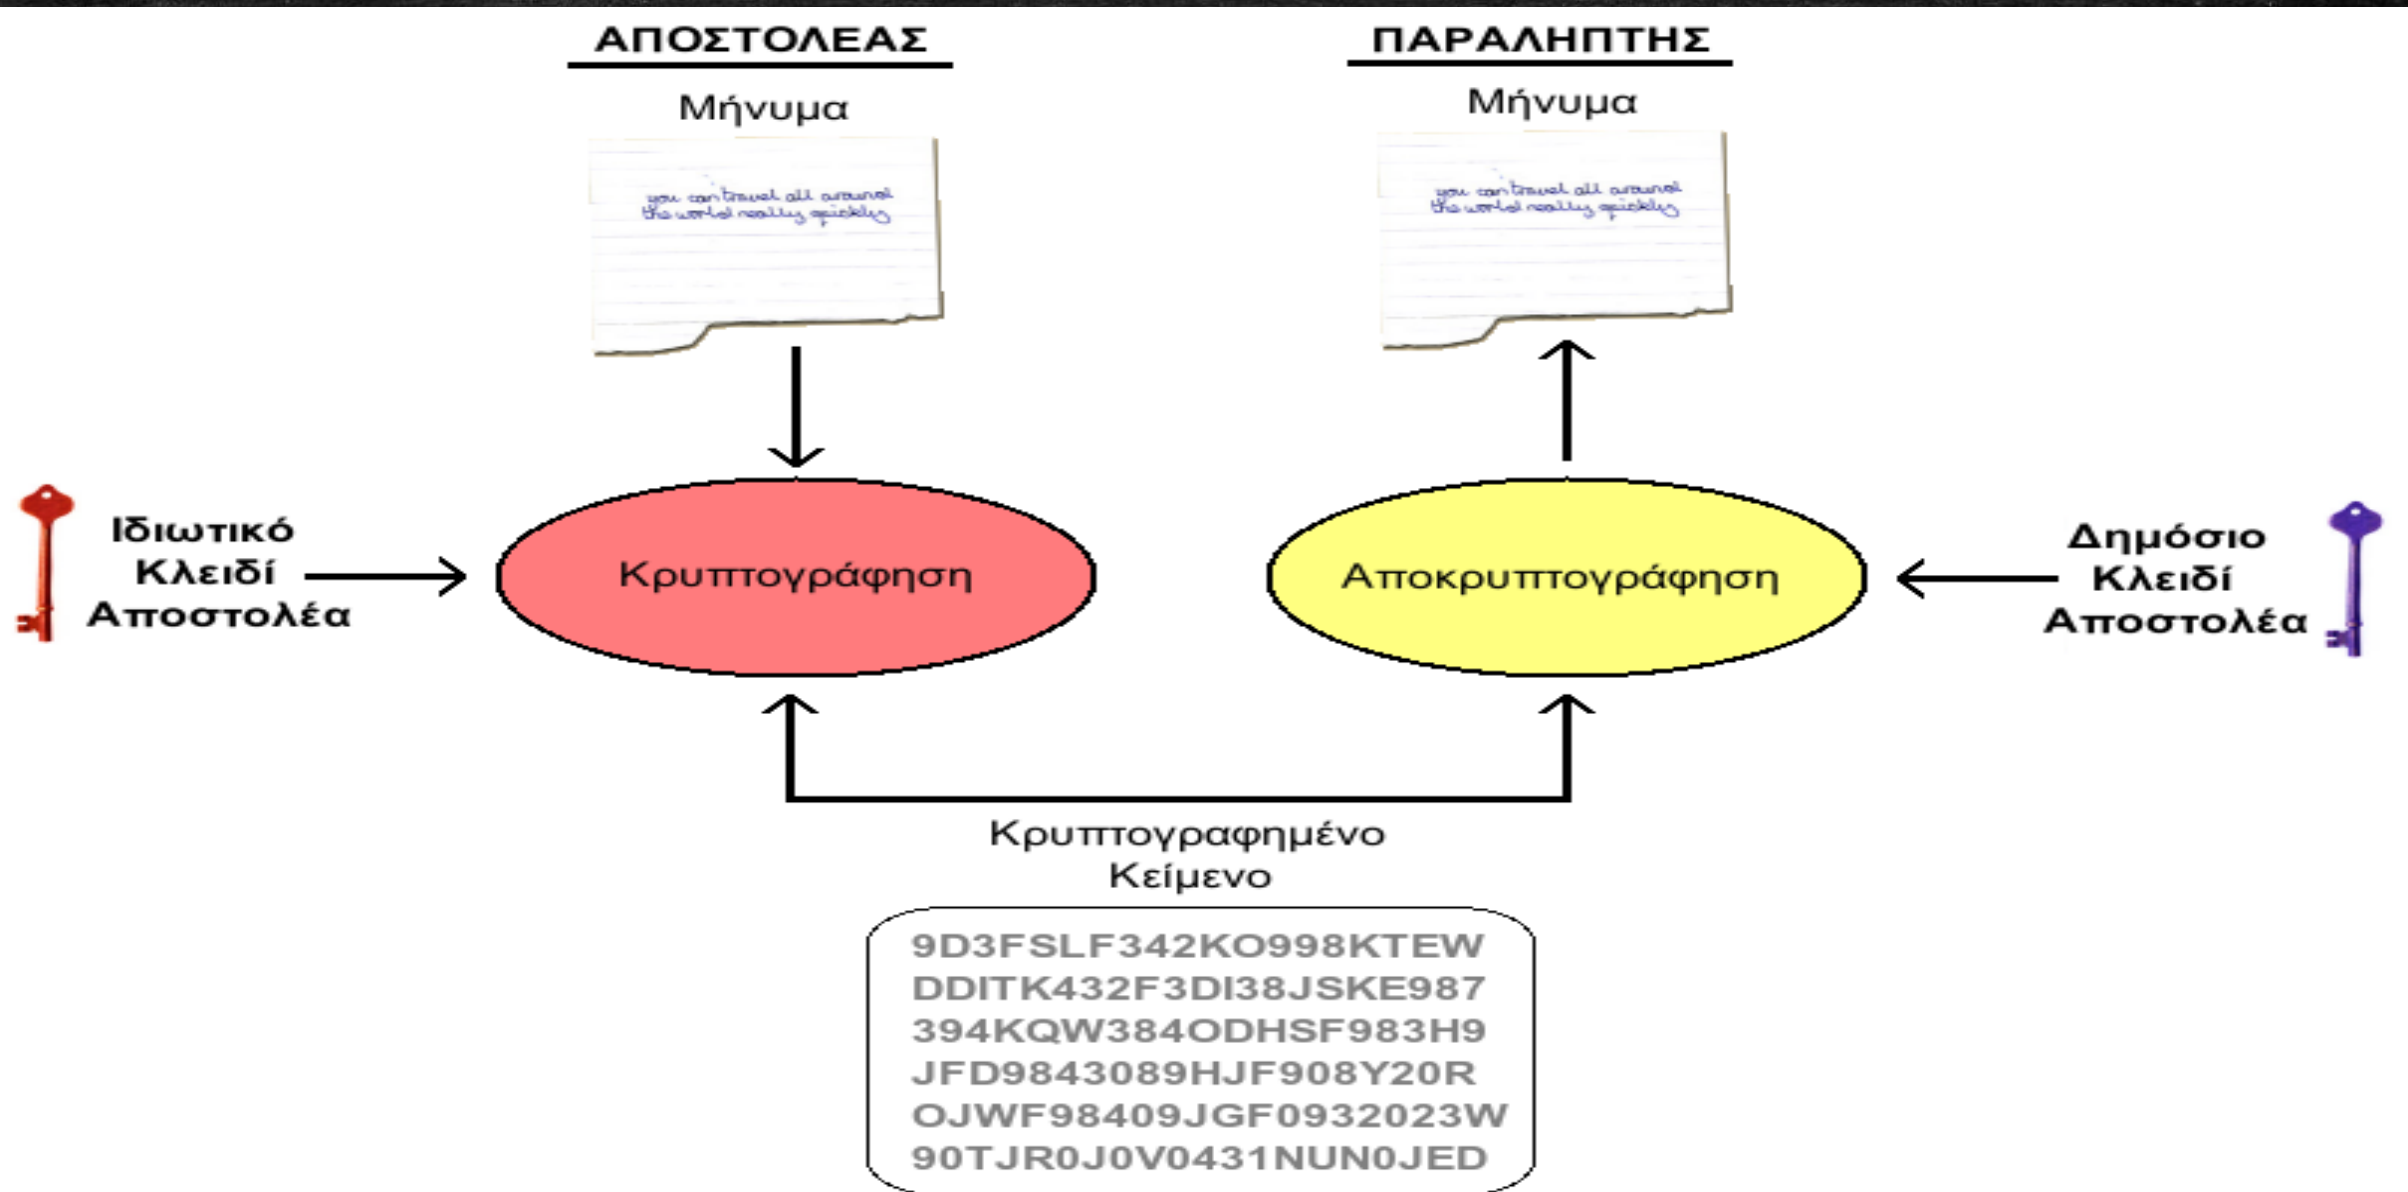 ΑΠΟΣΤΟΛΕΑΣ
Μήνυμα
you can travel all around
the world really quickly
ΠΑΡΑΛΗΠΤΗΣ
Μήνυμα
you can travel all around
the world really quickly
Ιδιωτικό
Κλειδί
Αποστολέα
Κρυπτογράφηση
Αποκρυπτογράφηση
Δημόσιο
Κλειδί
Αποστολέα
Κρυπτογραφημένο
Κείμενο
9D3FSLF342KO998KTEW
DDITK432F3DI38JSKE987
394KQW384ODHSF983H9
JFD9843089HJF908Y20R
OJWF98409JGF0932023W
90TJR0J0V0431NUN0JED